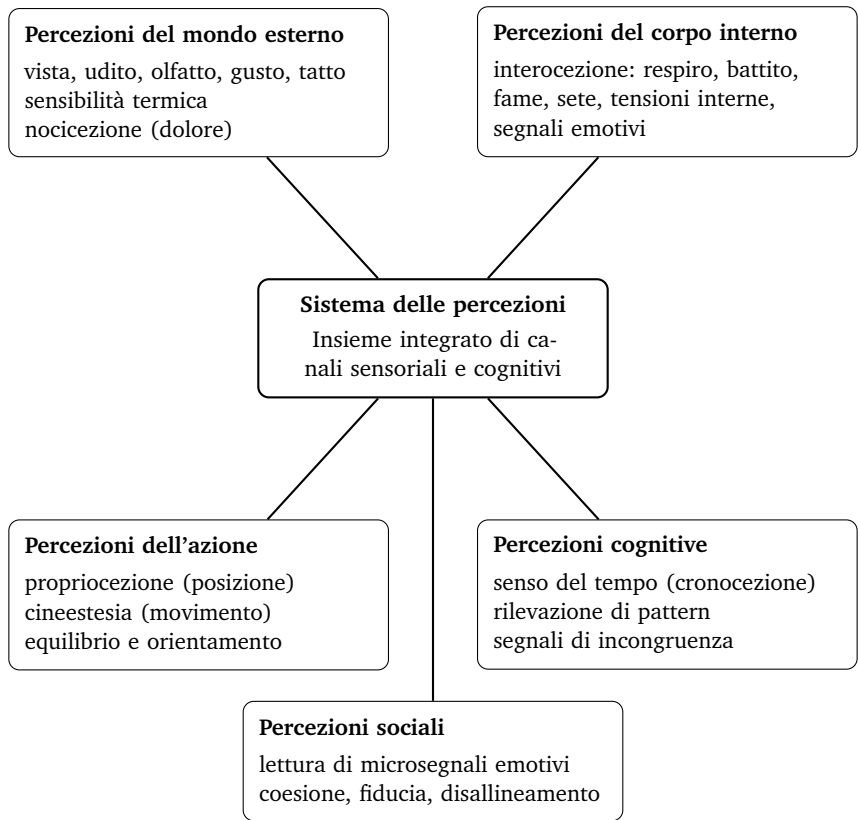 Percezioni del mondo esterno
vista, udito, olfatto, gusto, tatto
sensibilità termica
nocicezione (dolore)
Percezioni del corpo interno
interocezione: respiro, battito,
fame, sete, tensioni interne,
segnali emotivi
Sistema delle percezioni
Insieme integrato di ca-
nali sensoriali e cognitivi
Percezioni dell'azione
propriocezione (posizione)
cineestesia (movimento)
equilibrio e orientamento
Percezioni cognitive
senso del tempo (cronocezione)
rilevazione di pattern
segnali di incongruenza
Percezioni sociali
lettura di microsegnali emotivi
coesione, fiducia, disallineamento